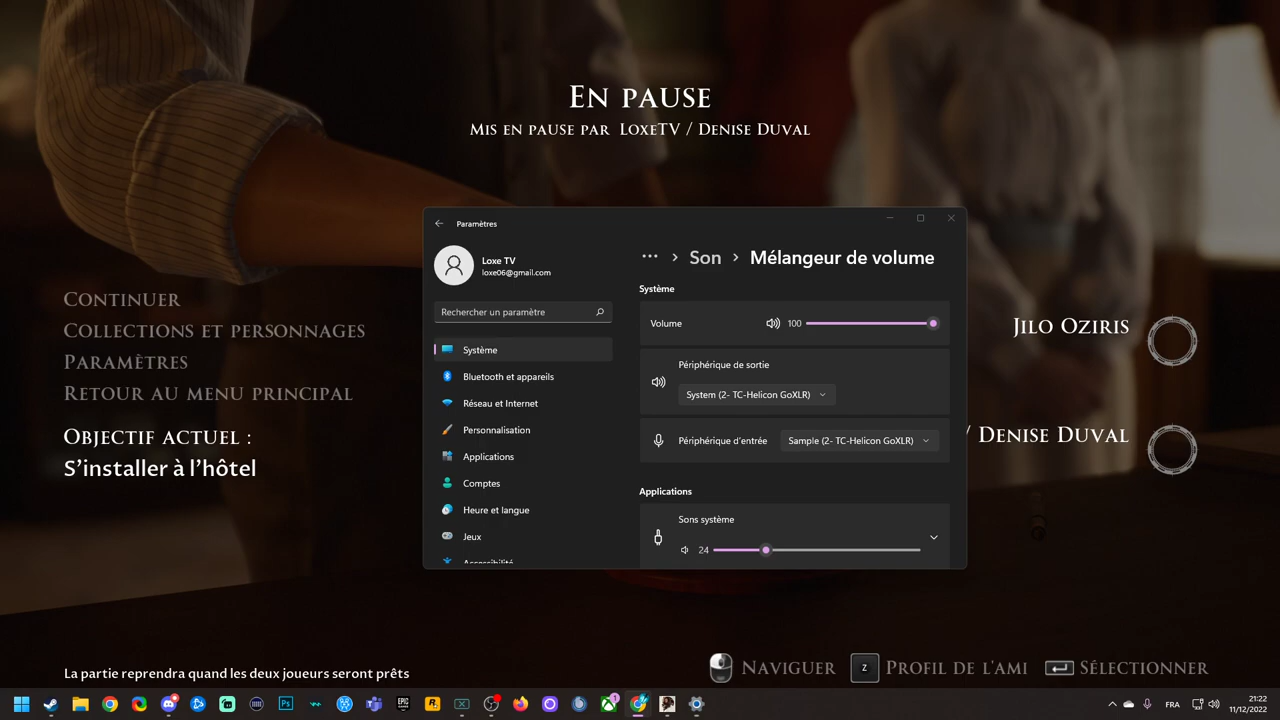 En pause
Mis en pause par LoxeTV / Denise Duval
Continuer
Collections et personnages
Paramètres
Retour au menu principal
Objectif actuel :
S'installer à l'hôtel
Paramètres
Loxe TV
loxe06@gmail.com
Rechercher un paramètre
Système
Bluetooth et appareils
Réseau et Internet
Personnalisation
Applications
Comptes
Heure et langue
Jeux
Accessibilité
... > Son > Mélangeur de volume
Système
Volume 100
Périphérique de sortie
System (2- TC-Helicon GoXLR)
Périphérique d'entrée Sample (2- TC-Helicon GoXLR)
Applications
Sons système
24
Jilo Oziris
/ Denise Duval
La partie reprendra quand les deux joueurs seront prêts
Naviguer Z Profil de l'ami Sélectionner
Ps EPIC GAMES R 1 FRA 21:22
11/12/2022